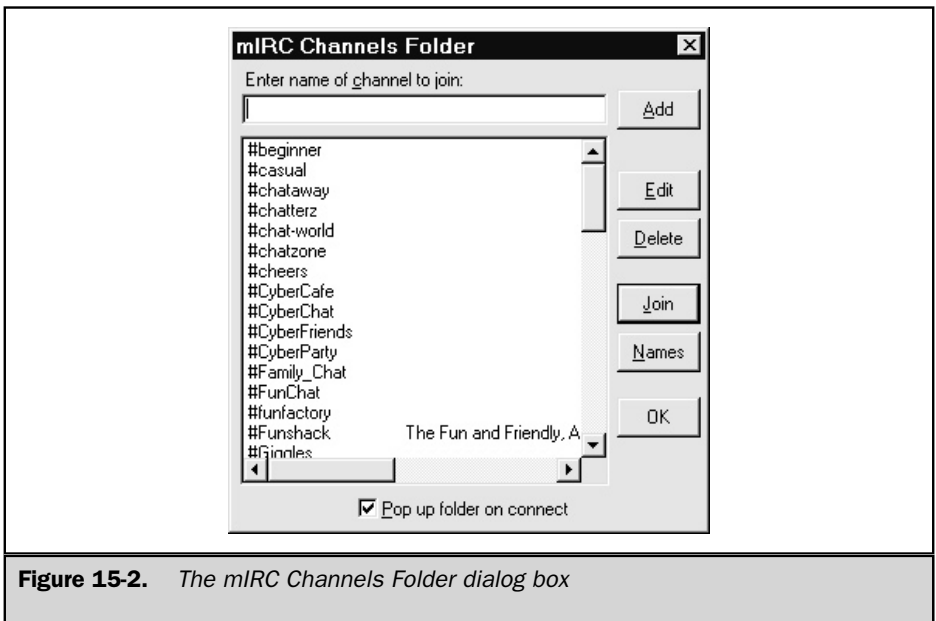 mIRC Channels Folder
Enter name of channel to join:
Add
#beginner
#casual
#chataway
#chatterz
#chat-world
#chatzone
#cheers
#CyberCafe
#CyberChat
#CyberFriends
#CyberParty
#Family_Chat
#FunChat
#funfactory
#Funshack The Fun and Friendly, A
#Giggles
Edit
Delete
Join
Names
OK
Pop up folder on connect
Figure 15-2. The mIRC Channels Folder dialog box